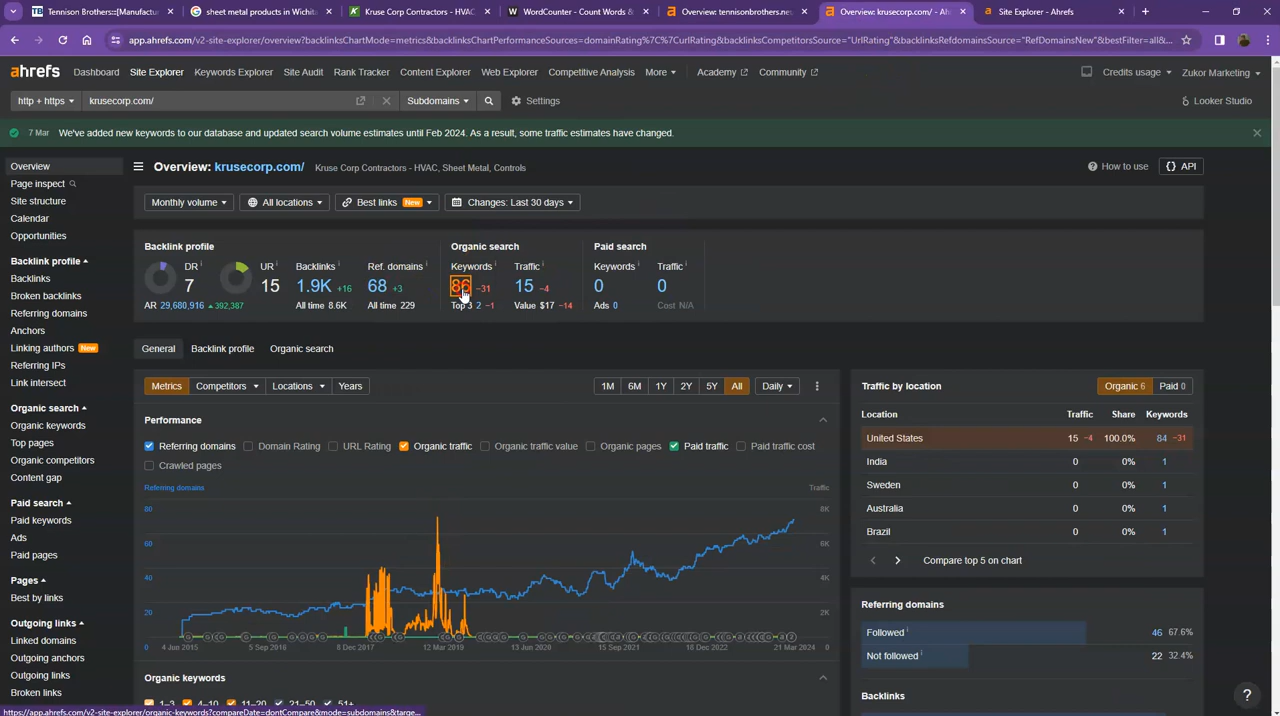 Tennison Brothers::[Manufact
sheet metal products in Wichita
Kruse Corp Contractors - HVAC,
WordCounter - Count Words &
Overview: tennisonbrothers.nes
Overview: krusecorp.com/ - Ah
Site Explorer - Ahrefs
app.ahrefs.com/v2-site-explorer/overview?backlinksChartMode=metrics&backlinksChartPerformanceSources=domainRating%7C%7CurlRating&backlinksCompetitorsSource="UrlRating"&backlinksRefdomainsSource="RefDomainsNew"&bestFilter=all&...
ahrefs Dashboard Site Explorer Keywords Explorer Site Audit Rank Tracker Content Explorer Web Explorer Competitive Analysis More Academy Community Credits usage Zukor Marketing
http + https krusecorp.com/ Subdomains Settings Looker Studio
7 Mar We've added new keywords to our database and updated search volume estimates until Feb 2024. As a result, some traffic estimates have changed.
Overview
Page inspect
Site structure
Calendar
Opportunities
Backlink profile
Backlinks
Broken backlinks
Referring domains
Anchors
Linking authors New
Referring IPs
Link intersect
Organic search
Organic keywords
Top pages
Organic competitors
Content gap
Paid search
Paid keywords
Ads
Paid pages
Pages
Best by links
Outgoing links
Linked domains
Outgoing anchors
Outgoing links
Broken links
Overview: krusecorp.com/ Kruse Corp Contractors - HVAC, Sheet Metal, Controls How to use API
Monthly volume All locations Best links New Changes: Last 30 days
Backlink profile Organic search Paid search
DR UR Backlinks Ref. domains Keywords Traffic Keywords Traffic
7 15 1.9K +16 68 +3 86 −31 15 −4 0 0
AR 29,680,916 392,387 All time 8.6K All time 229 Top 3 2 −1 Value $17 −14 Ads 0 Cost N/A
General Backlink profile Organic search
Metrics Competitors Locations Years 1M 6M 1Y 2Y 5Y All Daily
Performance
Referring domains Domain Rating URL Rating Organic traffic Organic traffic value Organic pages Paid traffic Paid traffic cost
Crawled pages
Referring domains Traffic
80 8K
60 6K
40 4K
20 2K
0 4 Jun 2015 5 Sep 2016 8 Dec 2017 12 Mar 2019 13 Jun 2020 15 Sep 2021 18 Dec 2022 21 Mar 2024 0
Organic keywords
1–3 4–10 11–20 21–50 51+
Traffic by location Organic 6 Paid 0
Location Traffic Share Keywords
United States 15 −4 100.0% 84 −31
India 0 0% 1
Sweden 0 0% 1
Australia 0 0% 1
Brazil 0 0% 1
Compare top 5 on chart
Referring domains
Followed 46 67.6%
Not followed 22 32.4%
Backlinks
?
https://app.ahrefs.com/v2-site-explorer/organic-keywords?compareDate=dontCompare&mode=subdomains&targe...